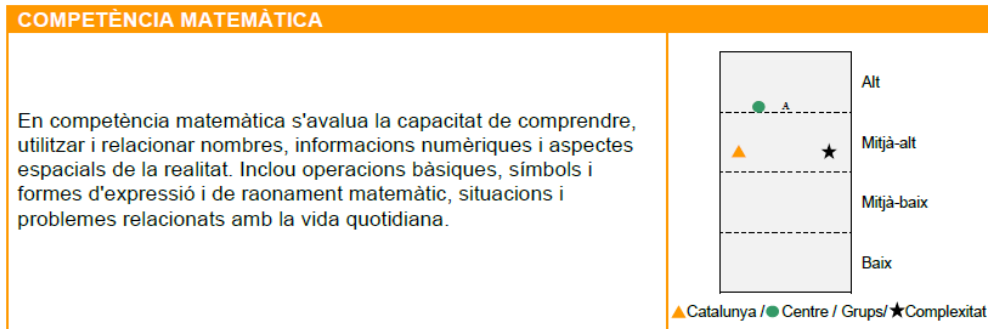 COMPETÈNCIA MATEMÀTICA
En competència matemàtica s'avalua la capacitat de comprendre,
utilitzar i relacionar nombres, informacions numèriques i aspectes
espacials de la realitat. Inclou operacions bàsiques, símbols i
formes d'expressió i de raonament matemàtic, situacions i
problemes relacionats amb la vida quotidiana.
Alt
A
Mitjà-alt
Mitjà-baix
Baix
Catalunya / Centre / Grups/ Complexitat